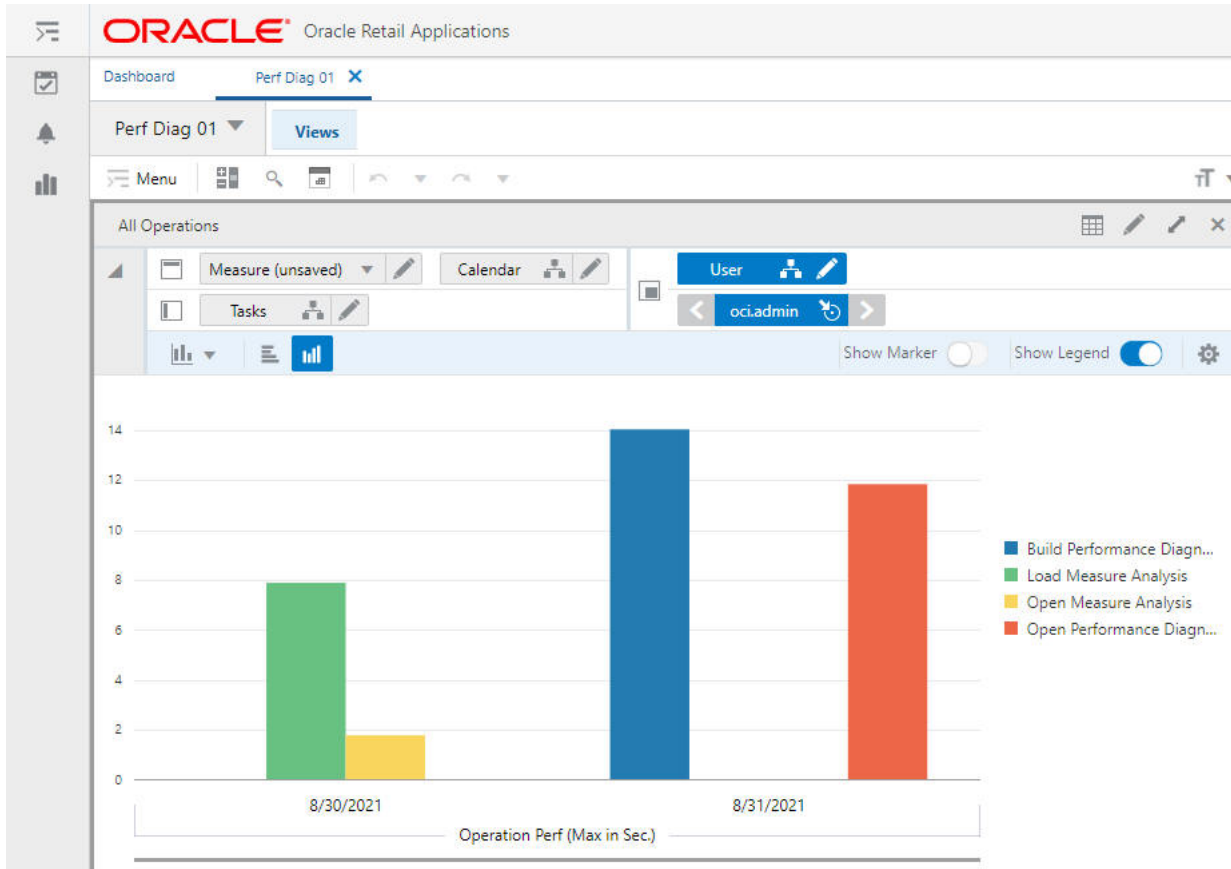 ORACLE Oracle Retail Applications
Dashboard Perf Diag 01
Perf Diag 01 Views
Menu
All Operations
Measure (unsaved) Calendar User
Tasks oci.admin
Show Marker Show Legend
14
12
10
8
6
4
2
0
Build Performance Diagn...
Load Measure Analysis
Open Measure Analysis
Open Performance Diagn...
8/30/2021 8/31/2021
Operation Perf (Max in Sec.)